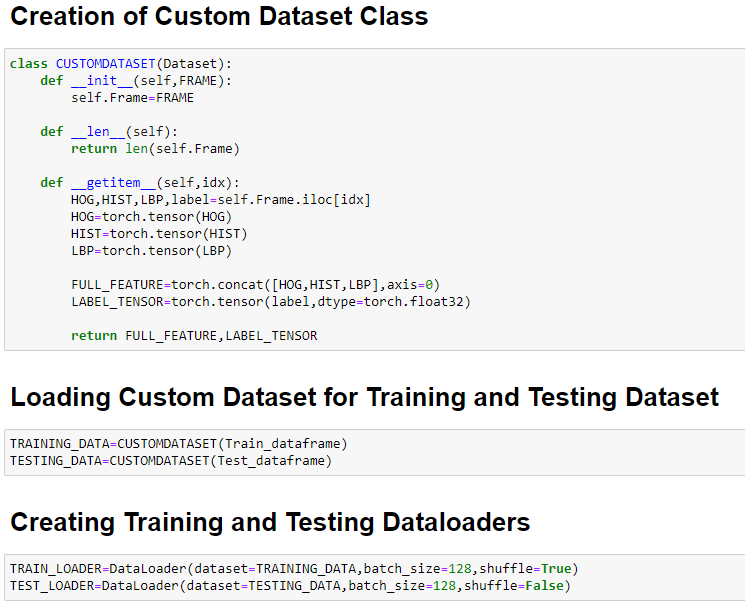 Creation of Custom Dataset Class
class CUSTOMDATASET(Dataset):
    def __init__(self,FRAME):
        self.Frame=FRAME

    def __len__(self):
        return len(self.Frame)

    def __getitem__(self,idx):
        HOG,HIST,LBP,label=self.Frame.iloc[idx]
        HOG=torch.tensor(HOG)
        HIST=torch.tensor(HIST)
        LBP=torch.tensor(LBP)

        FULL_FEATURE=torch.concat([HOG,HIST,LBP],axis=0)
        LABEL_TENSOR=torch.tensor(label,dtype=torch.float32)

        return FULL_FEATURE,LABEL_TENSOR
Loading Custom Dataset for Training and Testing Dataset
TRAINING_DATA=CUSTOMDATASET(Train_dataframe)
TESTING_DATA=CUSTOMDATASET(Test_dataframe)
Creating Training and Testing Dataloaders
TRAIN_LOADER=DataLoader(dataset=TRAINING_DATA,batch_size=128,shuffle=True)
TEST_LOADER=DataLoader(dataset=TESTING_DATA,batch_size=128,shuffle=False)